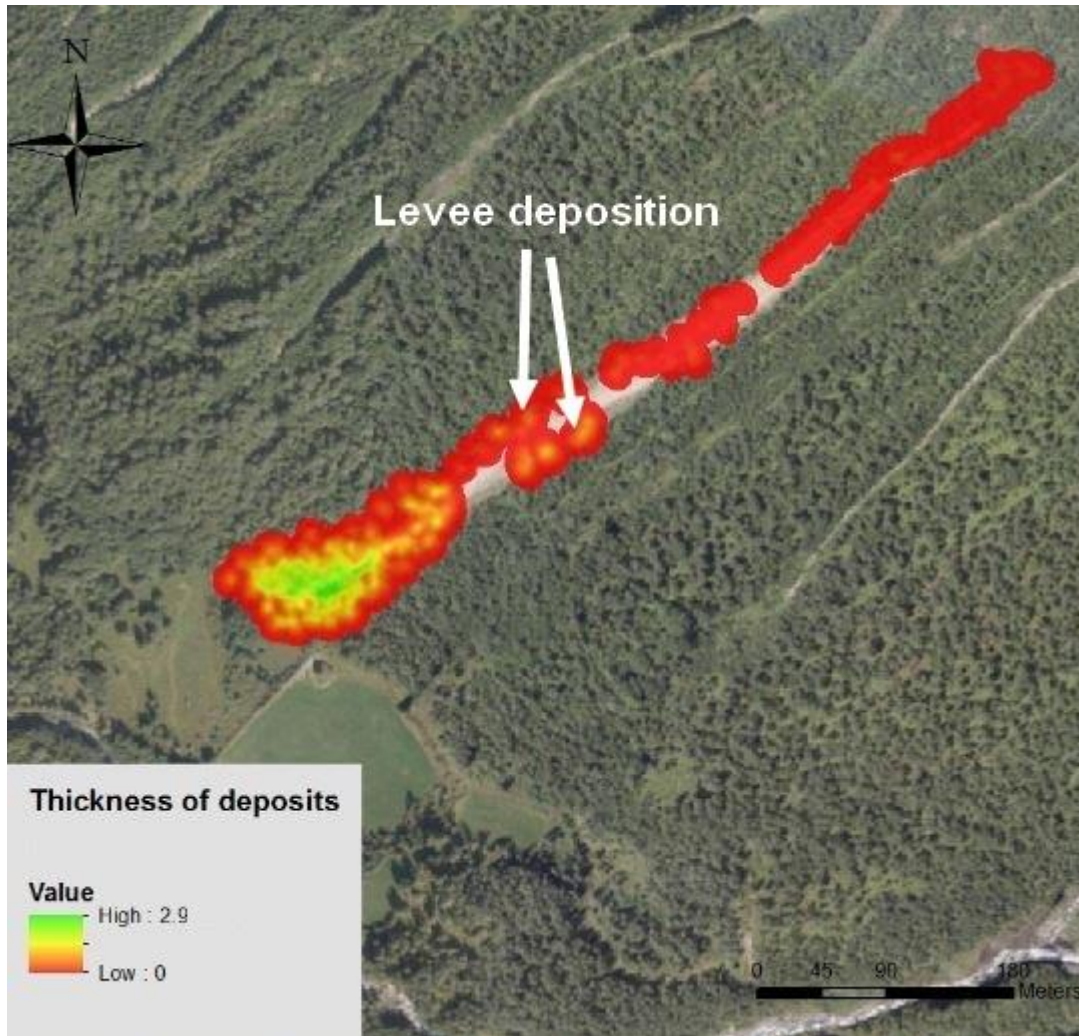 N
Levee deposition
Thickness of deposits
Value
High : 2.9
Low : 0
0 45 90 180
Meters